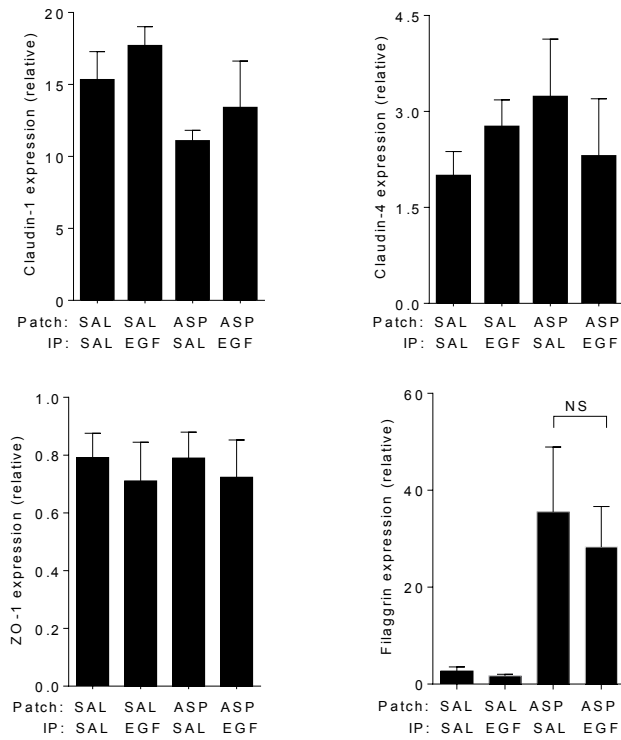 Claudin-1 expression (relative)
20
15
10
5
0
Patch: SAL SAL ASP ASP
IP: SAL EGF SAL EGF
Claudin-4 expression (relative)
4.5
3.0
1.5
0.0
Patch: SAL SAL ASP ASP
IP: SAL EGF SAL EGF
ZO-1 expression (relative)
1.0
0.8
0.6
0.4
0.2
0.0
Patch: SAL SAL ASP ASP
IP: SAL EGF SAL EGF
Filaggrin expression (relative)
60
40
20
0
NS
Patch: SAL SAL ASP ASP
IP: SAL EGF SAL EGF